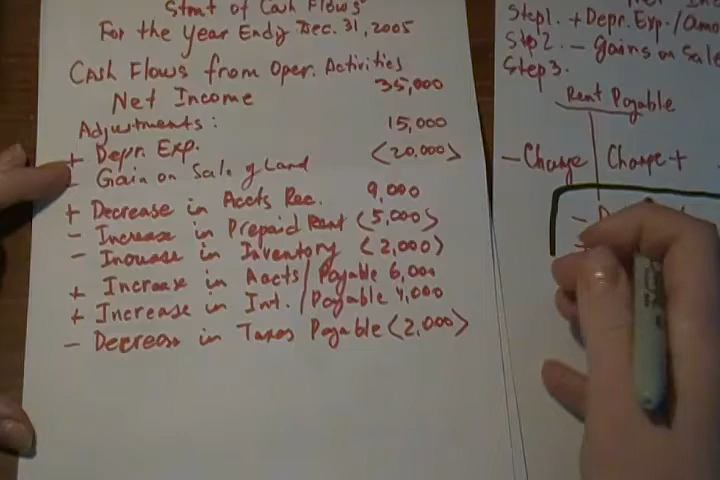 Stmt of Cash Flows
For the Year Endg Dec. 31, 2005
Cash Flows from Oper. Activities
Net Income 35,000
Adjustments:
+ Depr. Exp. 15,000
- Gain on Sale of Land <20,000>
+ Decrease in Accts Rec. 9,000
- Increase in Prepaid Rent <5,000>
- Increase in Inventory <2,000>
+ Increase in Accts/Payable 6,000
+ Increase in Int./Payable 4,000
- Decrease in Taxes Payable <2,000>
Step1. + Depr. Exp./Amo
Step 2. - gains on Sale
Step3.
Rent Payable
- Change Change +